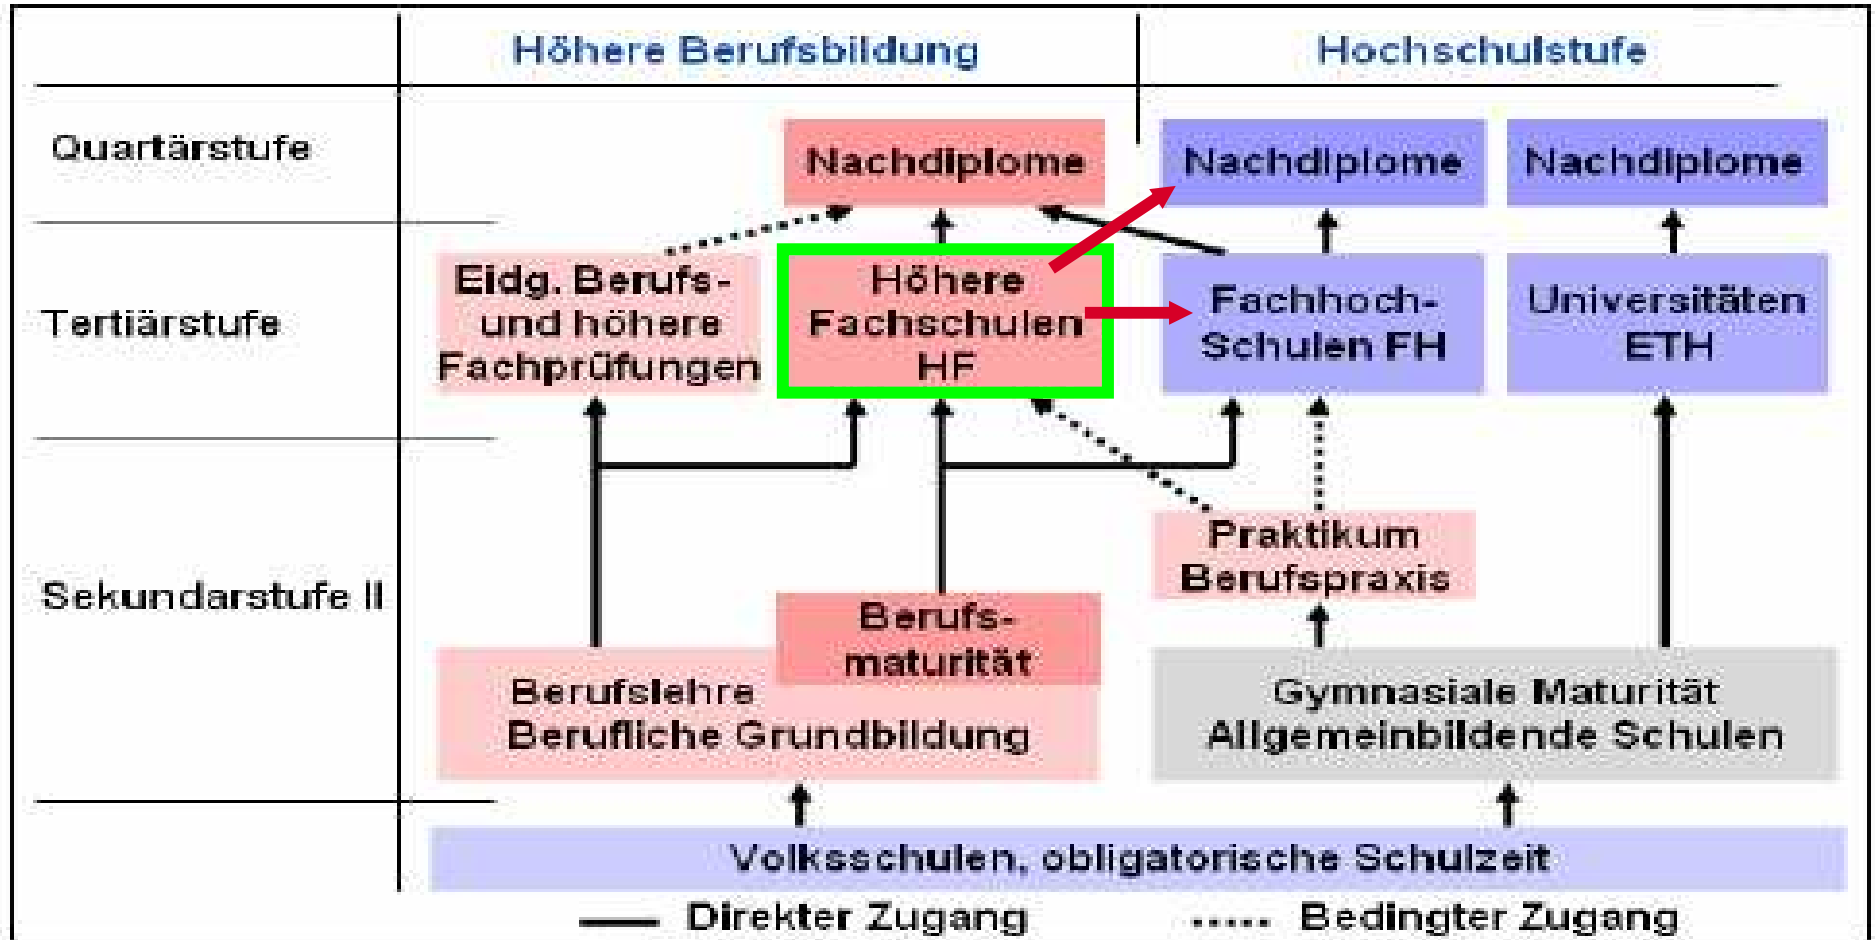 Höhere Berufsbildung
Hochschulstufe
Quartärstufe
Nachdiplome
Nachdiplome
Nachdiplome
Tertiärstufe
Eidg. Berufs-
und höhere
Fachprüfungen
Höhere
Fachschulen
HF
Fachhoch-
Schulen FH
Universitäten
ETH
Sekundarstufe II
Praktikum
Berufspraxis
Berufs-
maturität
Berufslehre
Berufliche Grundbildung
Gymnasiale Maturität
Allgemeinbildende Schulen
Volksschulen, obligatorische Schulzeit
Direkter Zugang
Bedingter Zugang